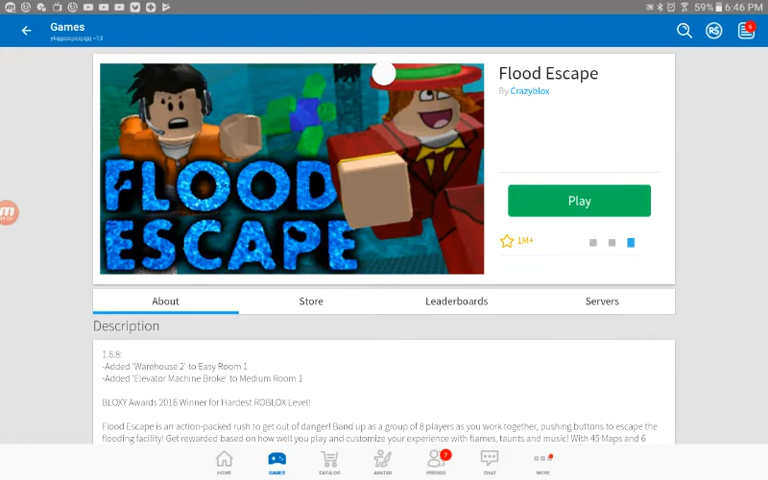 59% 6:46 PM
Games
6
Flood Escape
By Crazyblox
FLOOD
ESCAPE
Play
1M+
About
Store
Leaderboards
Servers
Description
1.6.8:
-Added 'Warehouse 2' to Easy Room 1
-Added 'Elevator Machine Broke' to Medium Room 1
BLOXY Awards 2016 Winner for Hardest ROBLOX Level!
Flood Escape is an action-packed rush to get out of danger! Band up as a group of 8 players as you work together, pushing buttons to escape the
flooding facility! Get rewarded based on how well you play and customize your experience with flames, taunts and music! With 45 Maps and 6
HOME
GAMES
CATALOG
AVATAR
7
FRIENDS
CHAT
MORE